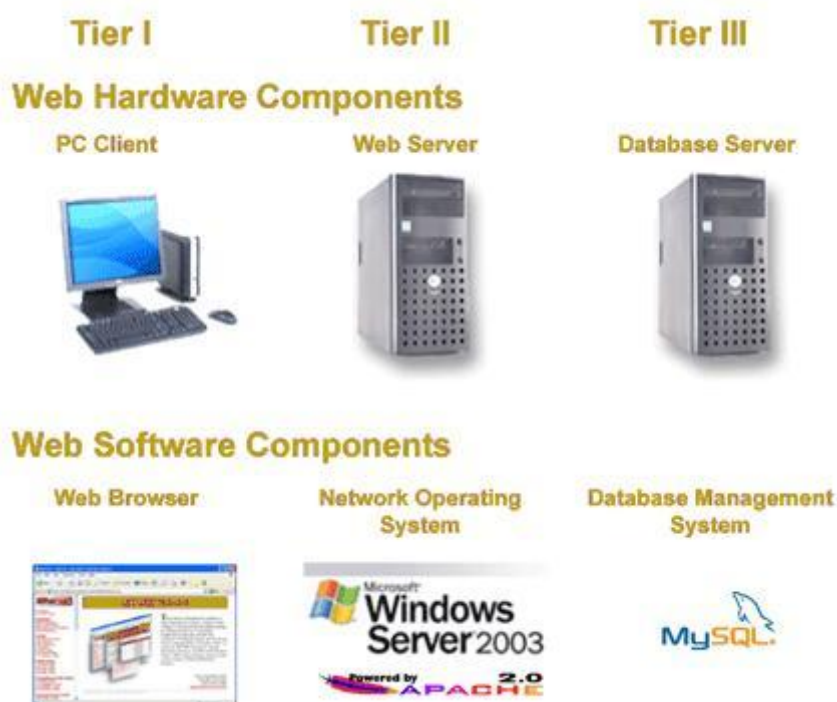 Tier I
Tier II
Tier III
Web Hardware Components
PC Client
Web Server
Database Server
Web Software Components
Web Browser
Network Operating
System
Database Management
System
Microsoft
Windows
Server 2003
Powered by
2.0
APACHE
MySQL.